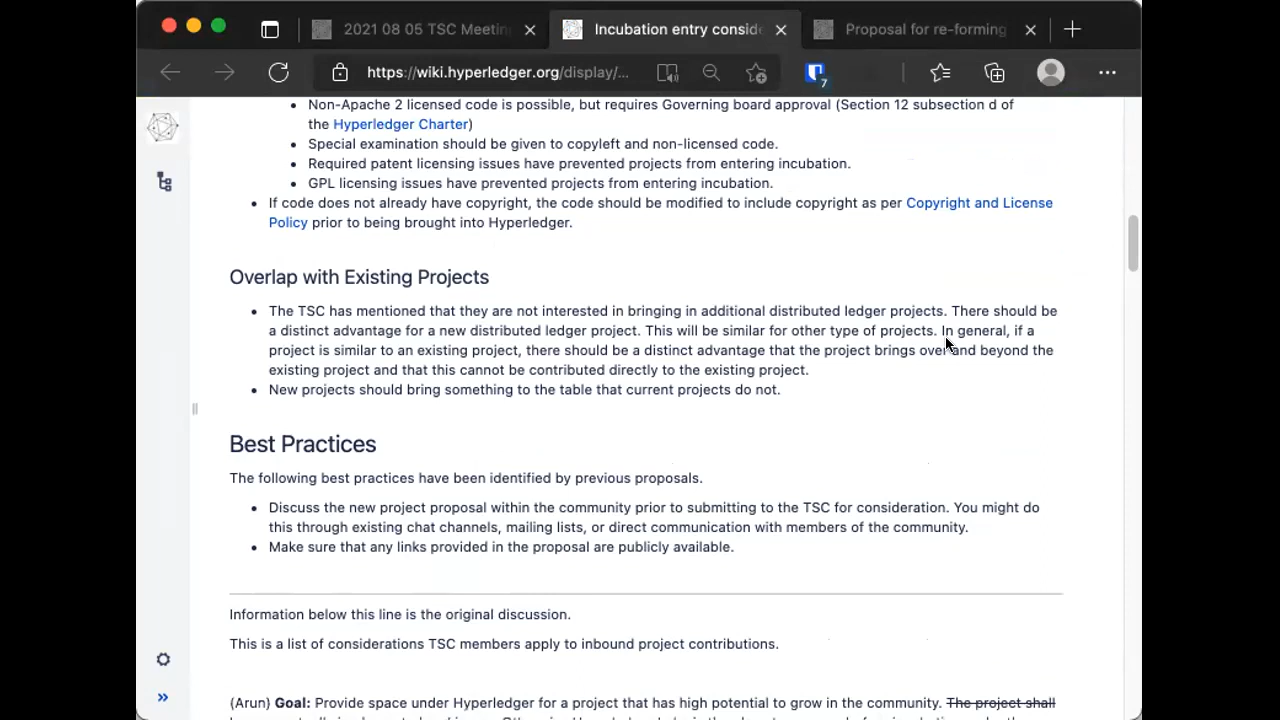 2021 08 05 TSC Meetin
Incubation entry conside
Proposal for re-forming
https://wiki.hyperledger.org/display/...
7
Non-Apache 2 licensed code is possible, but requires Governing board approval (Section 12 subsection d of
the Hyperledger Charter)
Special examination should be given to copyleft and non-licensed code.
Required patent licensing issues have prevented projects from entering incubation.
GPL licensing issues have prevented projects from entering incubation.
If code does not already have copyright, the code should be modified to include copyright as per Copyright and License
Policy prior to being brought into Hyperledger.
Overlap with Existing Projects
The TSC has mentioned that they are not interested in bringing in additional distributed ledger projects. There should be
a distinct advantage for a new distributed ledger project. This will be similar for other type of projects. In general, if a
project is similar to an existing project, there should be a distinct advantage that the project brings over and beyond the
existing project and that this cannot be contributed directly to the existing project.
New projects should bring something to the table that current projects do not.
Best Practices
The following best practices have been identified by previous proposals.
Discuss the new project proposal within the community prior to submitting to the TSC for consideration. You might do
this through existing chat channels, mailing lists, or direct communication with members of the community.
Make sure that any links provided in the proposal are publicly available.
Information below this line is the original discussion.
This is a list of considerations TSC members apply to inbound project contributions.
(Arun) Goal: Provide space under Hyperledger for a project that has high potential to grow in the community. The project shall